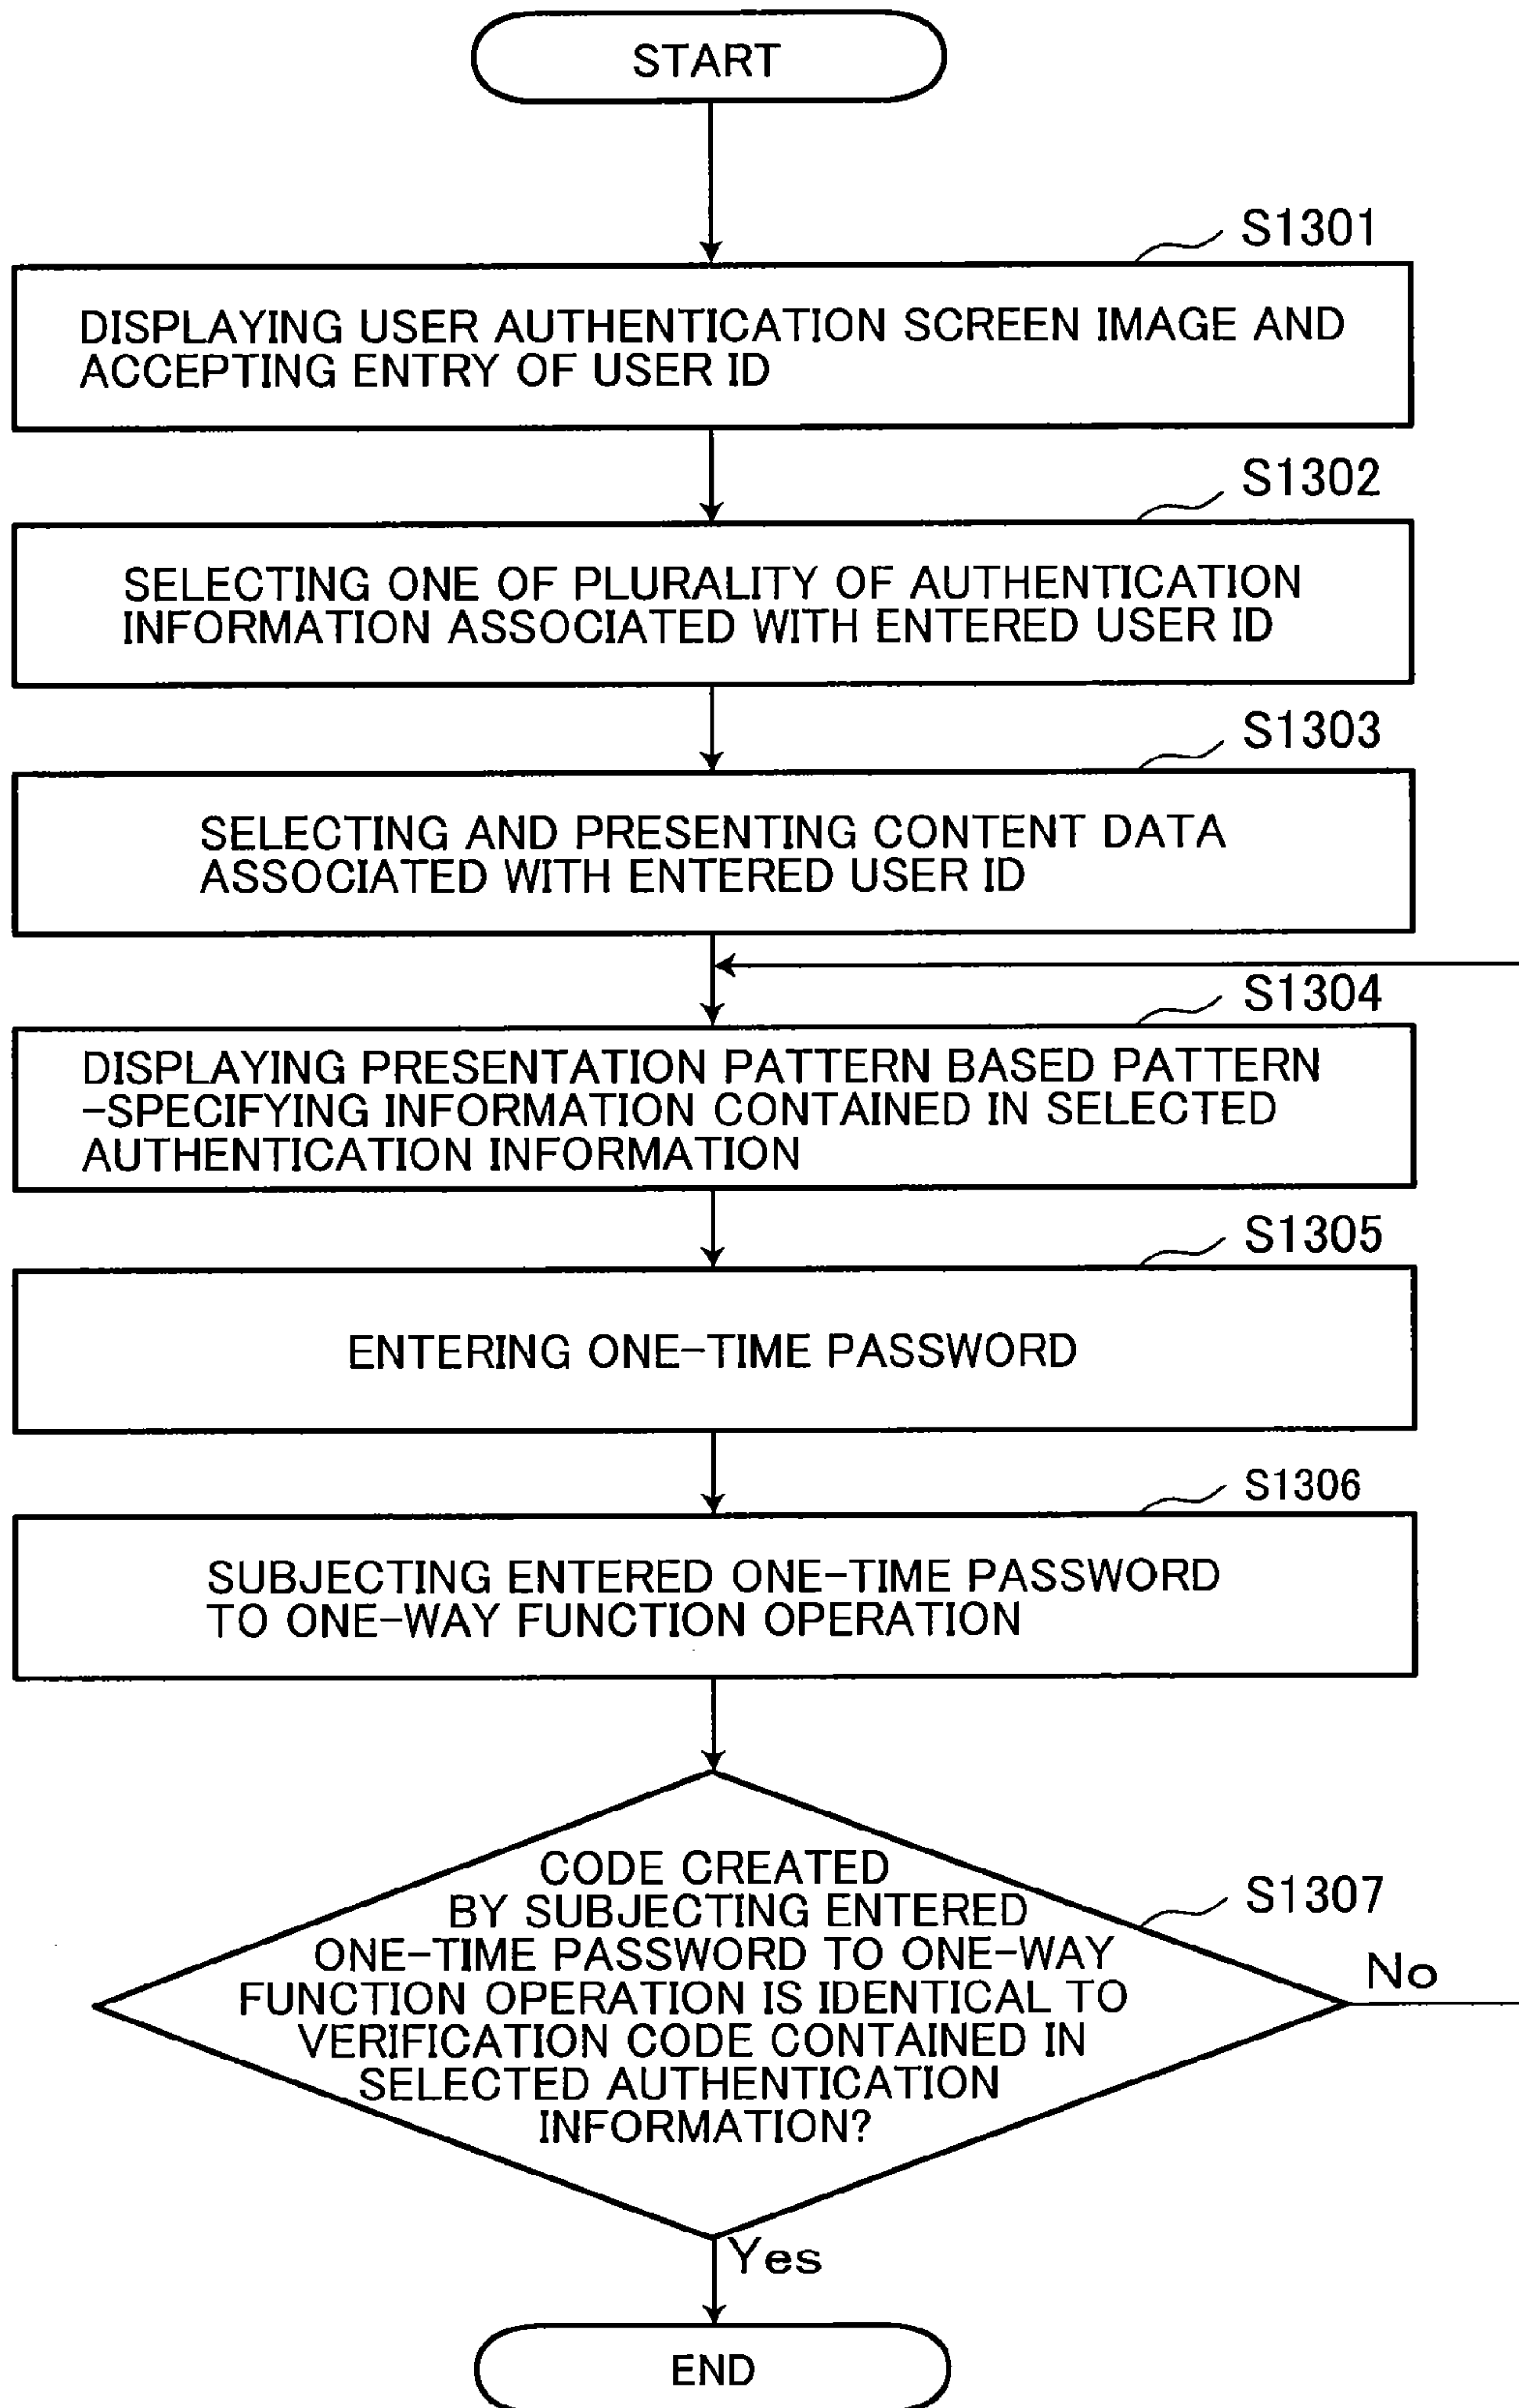 START
S1301
DISPLAYING USER AUTHENTICATION SCREEN IMAGE AND
ACCEPTING ENTRY OF USER ID
S1302
SELECTING ONE OF PLURALITY OF AUTHENTICATION
INFORMATION ASSOCIATED WITH ENTERED USER ID
S1303
SELECTING AND PRESENTING CONTENT DATA
ASSOCIATED WITH ENTERED USER ID
S1304
DISPLAYING PRESENTATION PATTERN BASED PATTERN
-SPECIFYING INFORMATION CONTAINED IN SELECTED
AUTHENTICATION INFORMATION
S1305
ENTERING ONE-TIME PASSWORD
S1306
SUBJECTING ENTERED ONE-TIME PASSWORD
TO ONE-WAY FUNCTION OPERATION
S1307
CODE CREATED
BY SUBJECTING ENTERED
ONE-TIME PASSWORD TO ONE-WAY
FUNCTION OPERATION IS IDENTICAL TO
VERIFICATION CODE CONTAINED IN
SELECTED AUTHENTICATION
INFORMATION?
No
Yes
END